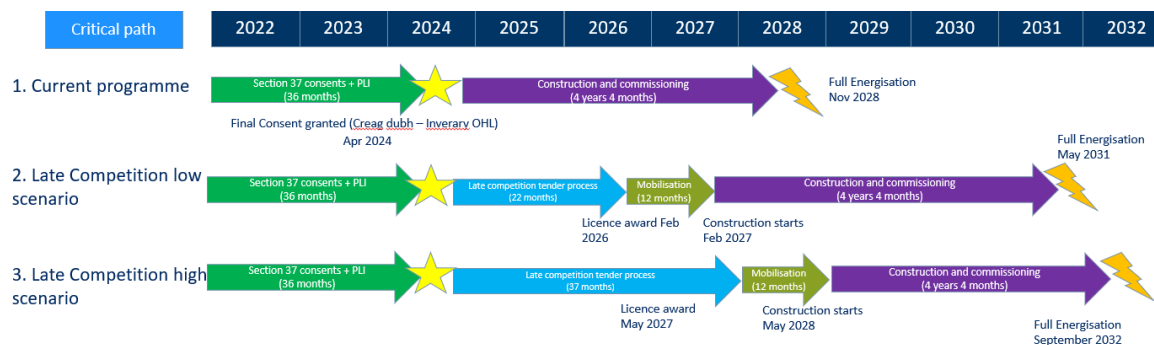 Critical path
2022 2023 2024 2025 2026 2027 2028 2029 2030 2031 2032
1. Current programme
Section 37 consents + PLI
(36 months)
Construction and commissioning
(4 years 4 months)
Full Energisation
Nov 2028
Final Consent granted (Creag dubh – Inverary OHL)
Apr 2024
Full Energisation
May 2031
2. Late Competition low
scenario
Section 37 consents + PLI
(36 months)
Late competition tender process
(22 months)
Mobilisation
(12 months)
Construction and commissioning
(4 years 4 months)
Licence award Feb
2026
Construction starts
Feb 2027
3. Late Competition high
scenario
Section 37 consents + PLI
(36 months)
Late competition tender process
(37 months)
Mobilisation
(12 months)
Construction and commissioning
(4 years 4 months)
Licence award
May 2027
Construction starts
May 2028
Full Energisation
September 2032